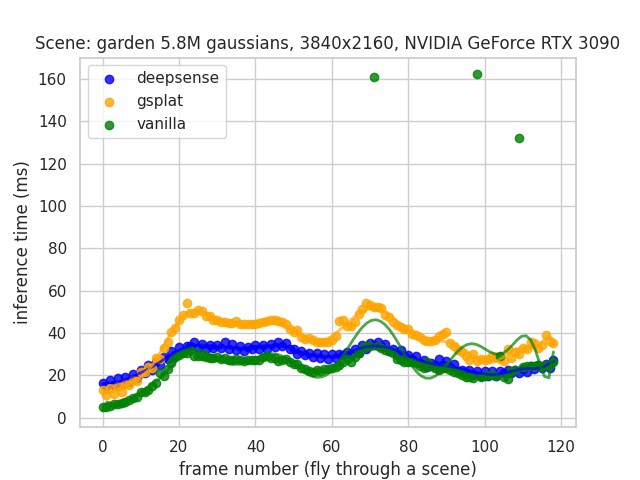 Scene: garden 5.8M gaussians, 3840x2160, NVIDIA GeForce RTX 3090
deepsense
gsplat
vanilla
160
140
120
100
80
60
40
20
0
inference time (ms)
0 20 40 60 80 100 120
frame number (fly through a scene)